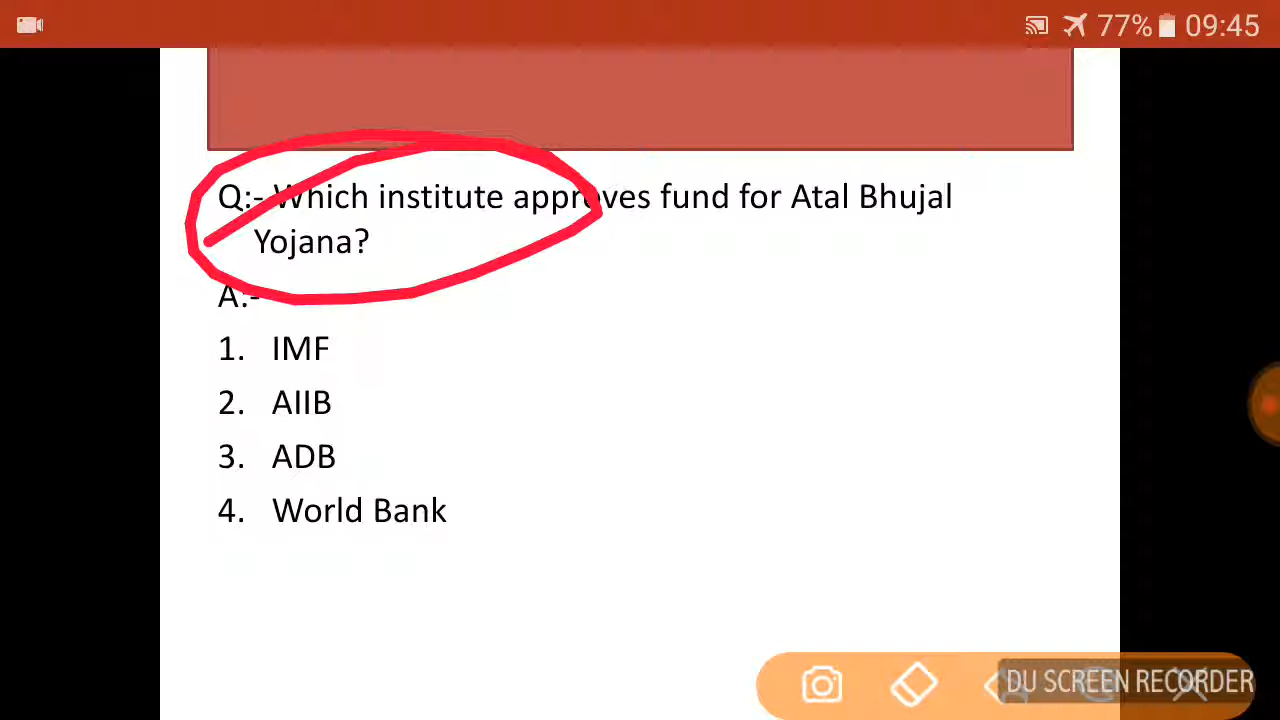 77% 09:45
Q:- Which institute approves fund for Atal Bhujal
Yojana?
A:-
1. IMF
2. AIIB
3. ADB
4. World Bank
DU SCREEN RECORDER